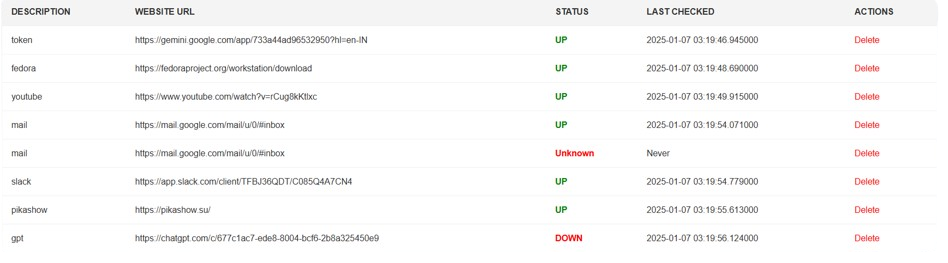 DESCRIPTION WEBSITE URL STATUS LAST CHECKED ACTIONS
token https://gemini.google.com/app/733a44ad96532950?hl=en-IN UP 2025-01-07 03:19:46.945000 Delete
fedora https://fedoraproject.org/workstation/download UP 2025-01-07 03:19:48.690000 Delete
youtube https://www.youtube.com/watch?v=rCug8kKtlxc UP 2025-01-07 03:19:49.915000 Delete
mail https://mail.google.com/mail/u/0/#inbox UP 2025-01-07 03:19:54.071000 Delete
mail https://mail.google.com/mail/u/0/#inbox Unknown Never Delete
slack https://app.slack.com/client/TFBJ36QDT/C085Q4A7CN4 UP 2025-01-07 03:19:54.779000 Delete
pikashow https://pikashow.su/ UP 2025-01-07 03:19:55.613000 Delete
gpt https://chatgpt.com/c/677c1ac7-ede8-8004-bcf6-2b8a325450e9 DOWN 2025-01-07 03:19:56.124000 Delete